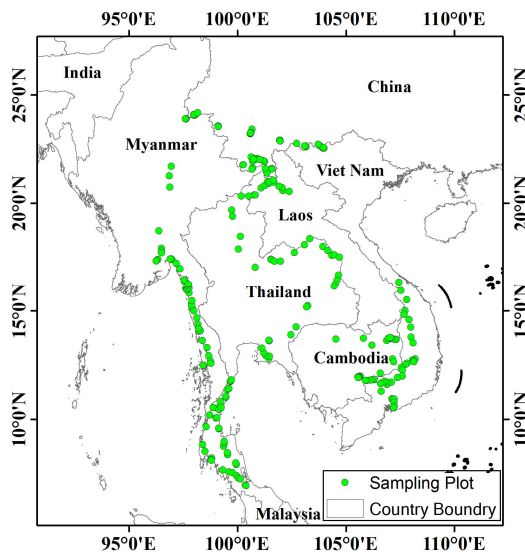 95°0'E 100°0'E 105°0'E 110°0'E
India
China
25°0'N 25°0'N
Myanmar
Viet Nam
20°0'N 20°0'N
Laos
Thailand
15°0'N 15°0'N
Cambodia
10°0'N 10°0'N
Sampling Plot
Country Boundry
Malaysia
95°0'E 100°0'E 105°0'E 110°0'E